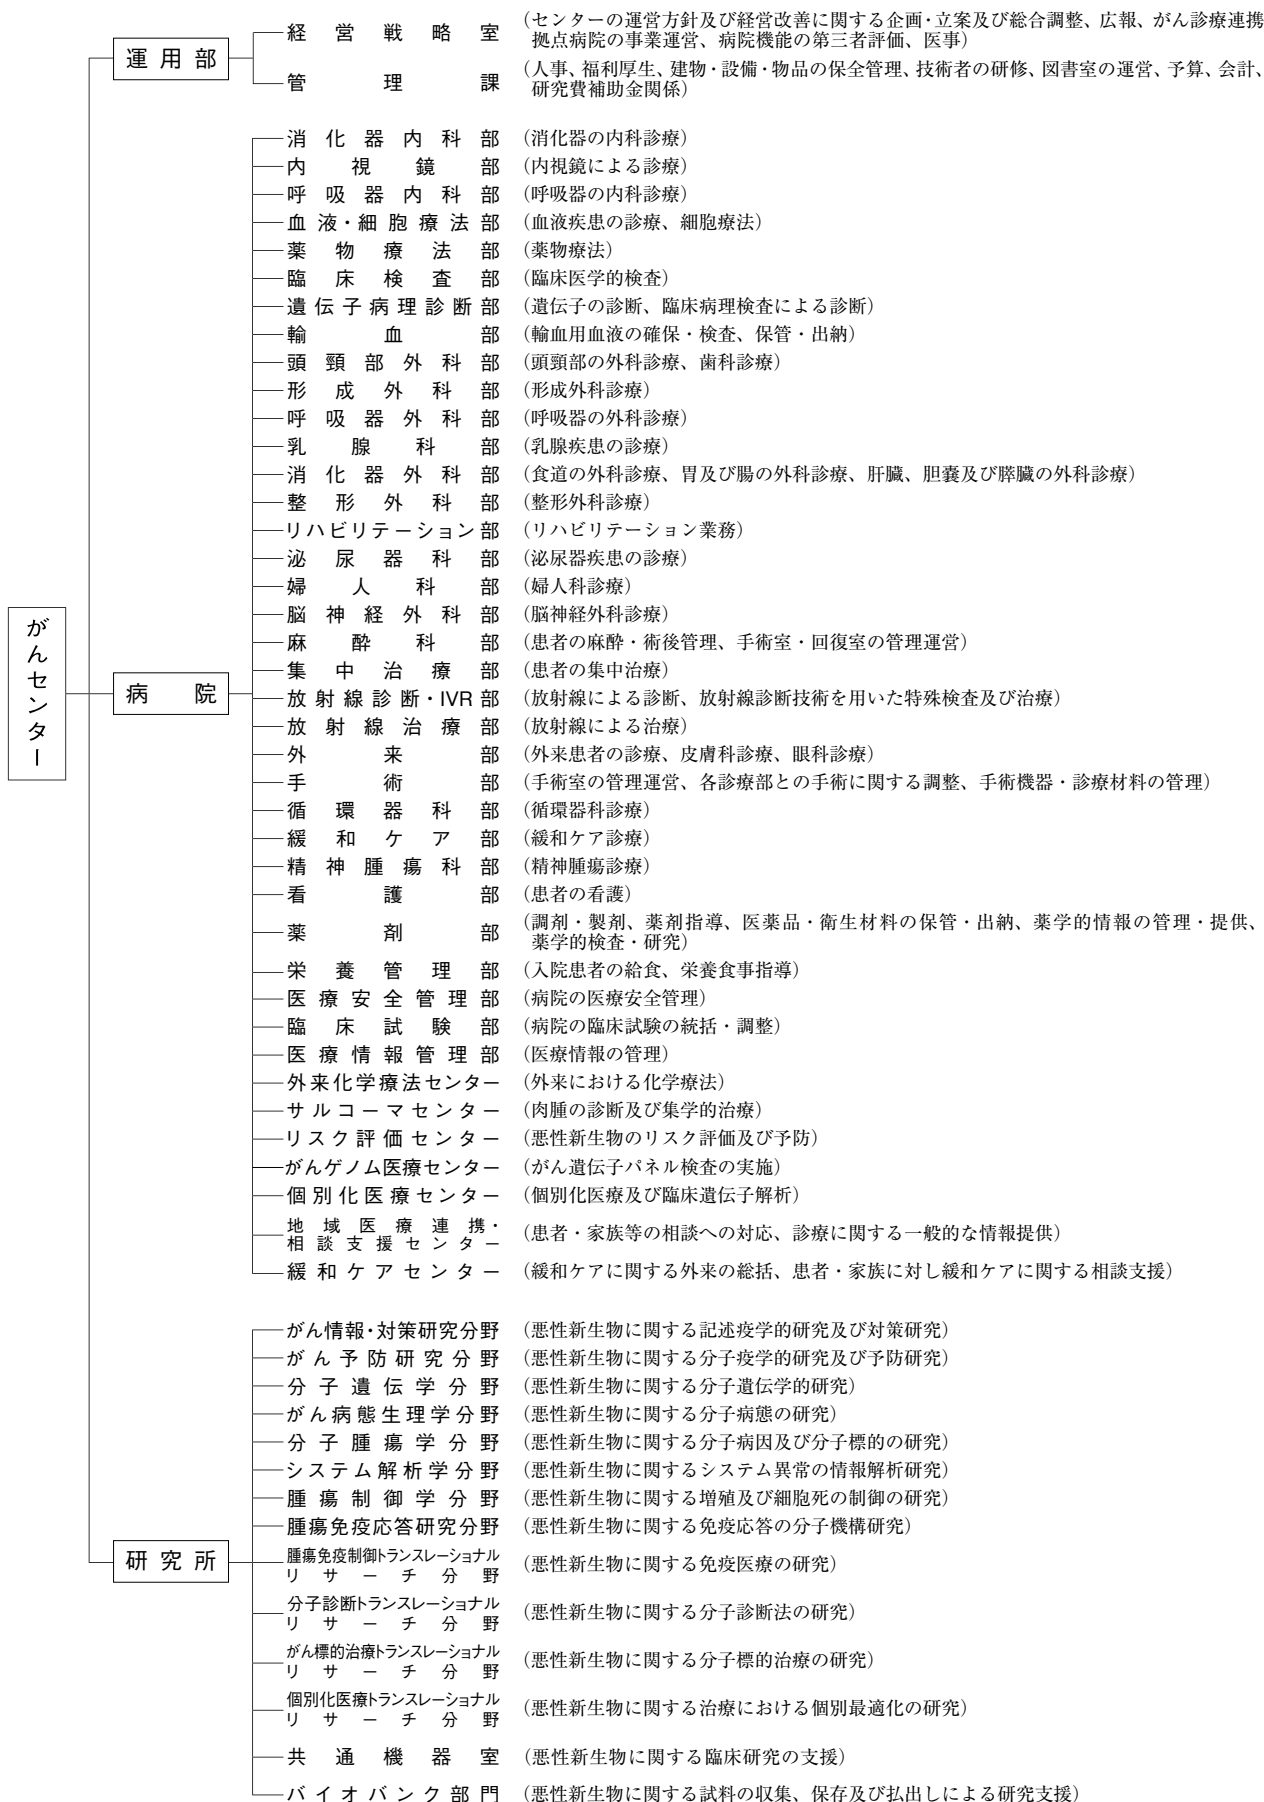 がんセンター
運用部
経営戦略室 （センターの運営方針及び経営改善に関する企画・立案及び総合調整、広報、がん診療連携
拠点病院の事業運営、病院機能の第三者評価、医事）
管理課 （人事、福利厚生、建物・設備・物品の保全管理、技術者の研修、図書室の運営、予算、会計、
研究費補助金関係）
病院
消化器内科部 （消化器の内科診療）
内視鏡部 （内視鏡による診療）
呼吸器内科部 （呼吸器の内科診療）
血液・細胞療法部 （血液疾患の診療、細胞療法）
薬物療法部 （薬物療法）
臨床検査部 （臨床医学的検査）
遺伝子病理診断部 （遺伝子の診断、臨床病理検査による診断）
輸血部 （輸血用血液の確保・検査、保管・出納）
頭頸部外科部 （頭頸部の外科診療、歯科診療）
形成外科部 （形成外科診療）
呼吸器外科部 （呼吸器の外科診療）
乳腺科部 （乳腺疾患の診療）
消化器外科部 （食道の外科診療、胃及び腸の外科診療、肝臓、胆嚢及び膵臓の外科診療）
整形外科部 （整形外科診療）
リハビリテーション部 （リハビリテーション業務）
泌尿器科部 （泌尿器疾患の診療）
婦人科部 （婦人科診療）
脳神経外科部 （脳神経外科診療）
麻酔科部 （患者の麻酔・術後管理、手術室・回復室の管理運営）
集中治療部 （患者の集中治療）
放射線診断・IVR部 （放射線による診断、放射線診断技術を用いた特殊検査及び治療）
放射線治療部 （放射線による治療）
外来部 （外来患者の診療、皮膚科診療、眼科診療）
手術部 （手術室の管理運営、各診療部との手術に関する調整、手術機器・診療材料の管理）
循環器科部 （循環器科診療）
緩和ケア部 （緩和ケア診療）
精神腫瘍科部 （精神腫瘍診療）
看護部 （患者の看護）
薬剤部 （調剤・製剤、薬剤指導、医薬品・衛生材料の保管・出納、薬学的情報の管理・提供、
薬学的検査・研究）
栄養管理部 （入院患者の給食、栄養食事指導）
医療安全管理部 （病院の医療安全管理）
臨床試験部 （病院の臨床試験の統括・調整）
医療情報管理部 （医療情報の管理）
外来化学療法センター （外来における化学療法）
サルコーマセンター （肉腫の診断及び集学的治療）
リスク評価センター （悪性新生物のリスク評価及び予防）
がんゲノム医療センター （がん遺伝子パネル検査の実施）
個別化医療センター （個別化医療及び臨床遺伝子解析）
地域医療連携・
相談支援センター （患者・家族等の相談への対応、診療に関する一般的な情報提供）
緩和ケアセンター （緩和ケアに関する外来の総括、患者・家族に対し緩和ケアに関する相談支援）
研究所
がん情報・対策研究分野 （悪性新生物に関する記述疫学的研究及び対策研究）
がん予防研究分野 （悪性新生物に関する分子疫学的研究及び予防研究）
分子遺伝学分野 （悪性新生物に関する分子遺伝学的研究）
がん病態生理学分野 （悪性新生物に関する分子病態の研究）
分子腫瘍学分野 （悪性新生物に関する分子病因及び分子標的の研究）
システム解析学分野 （悪性新生物に関するシステム異常の情報解析研究）
腫瘍制御学分野 （悪性新生物に関する増殖及び細胞死の制御の研究）
腫瘍免疫応答研究分野 （悪性新生物に関する免疫応答の分子機構研究）
腫瘍免疫制御トランスレーショナル
リサーチ分野 （悪性新生物に関する免疫医療の研究）
分子診断トランスレーショナル
リサーチ分野 （悪性新生物に関する分子診断法の研究）
がん標的治療トランスレーショナル
リサーチ分野 （悪性新生物に関する分子標的治療の研究）
個別化医療トランスレーショナル
リサーチ分野 （悪性新生物に関する治療における個別最適化の研究）
共通機器室 （悪性新生物に関する臨床研究の支援）
バイオバンク部門 （悪性新生物に関する試料の収集、保存及び払出しによる研究支援）